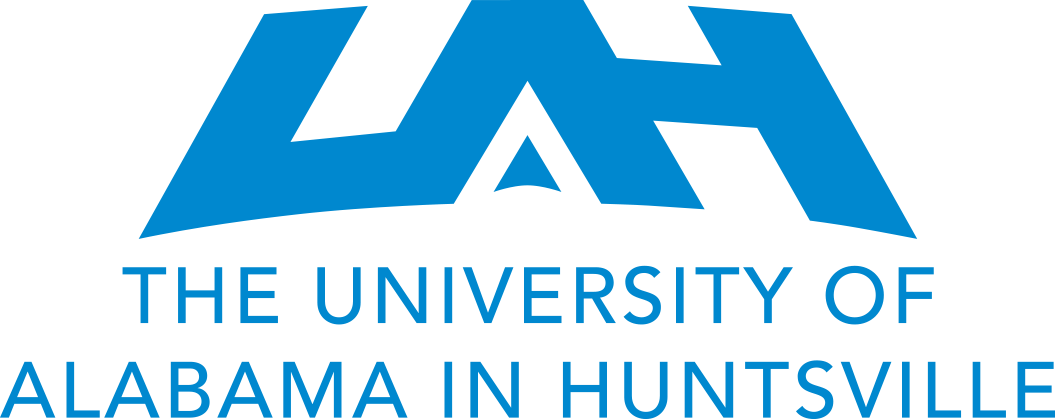 UAH
THE UNIVERSITY OF
ALABAMA IN HUNTSVILLE